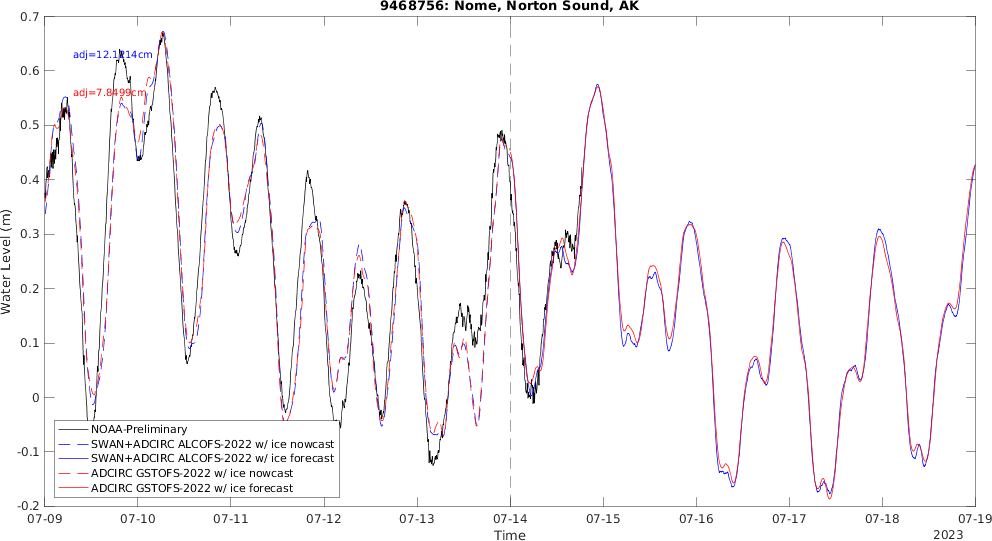 9468756: Nome, Norton Sound, AK
0.7
adj=12.1214cm
0.6
adj=7.8499cm
0.5
0.4
0.3
0.2
0.1
0
-0.1
-0.2
Water Level (m)
NOAA-Preliminary
SWAN+ADCIRC ALCOFS-2022 w/ ice nowcast
SWAN+ADCIRC ALCOFS-2022 w/ ice forecast
ADCIRC GSTOFS-2022 w/ ice nowcast
ADCIRC GSTOFS-2022 w/ ice forecast
07-09 07-10 07-11 07-12 07-13 07-14 07-15 07-16 07-17 07-18 07-19
Time
2023